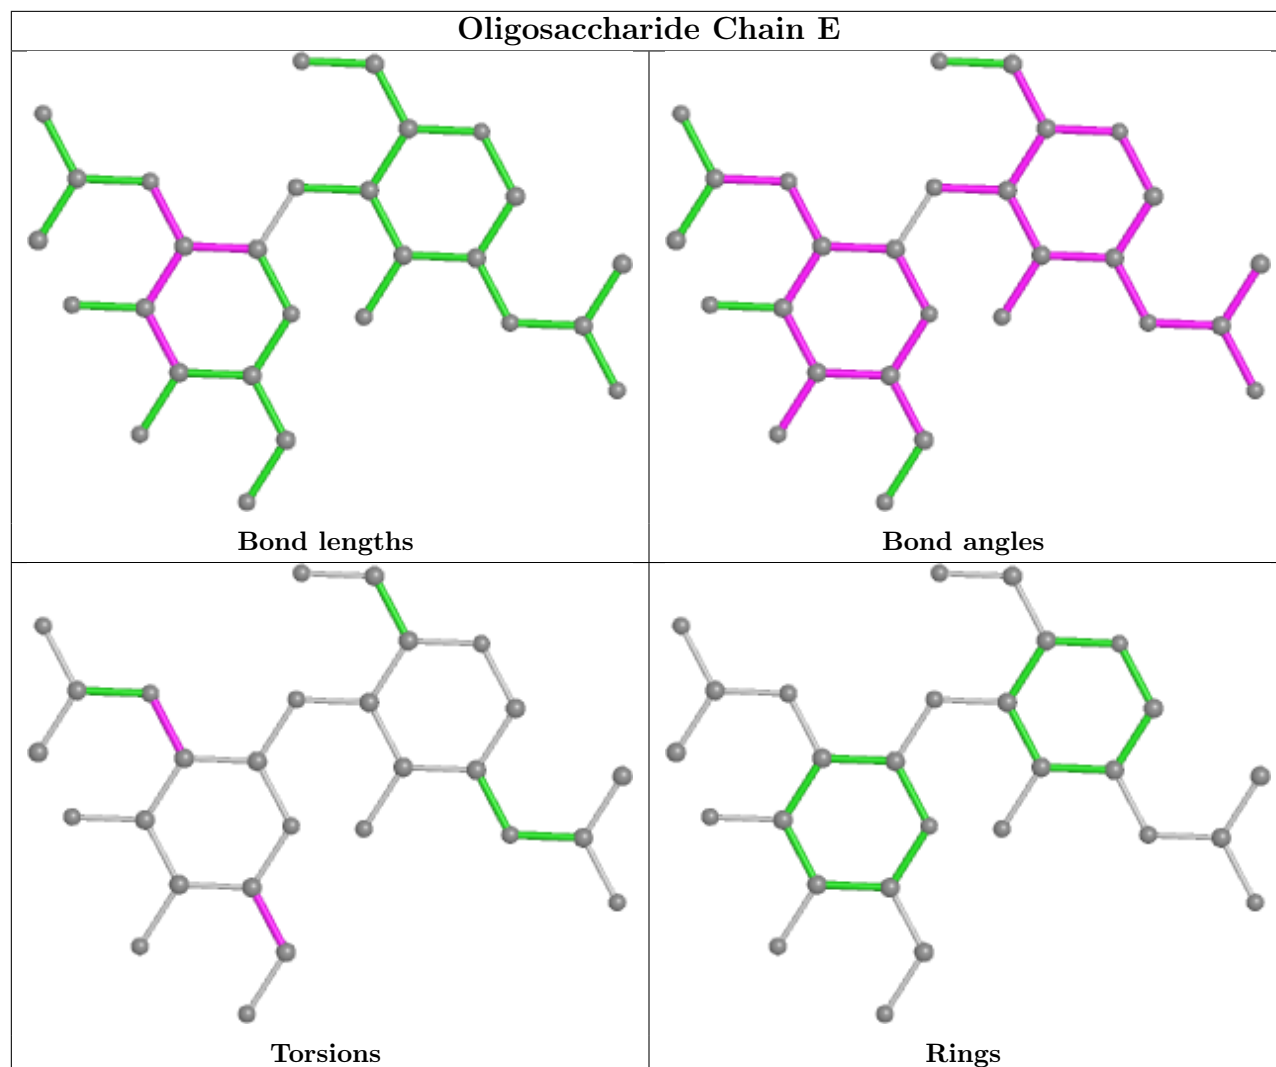 Oligosaccharide Chain E
Bond lengths
Bond angles
Torsions
Rings